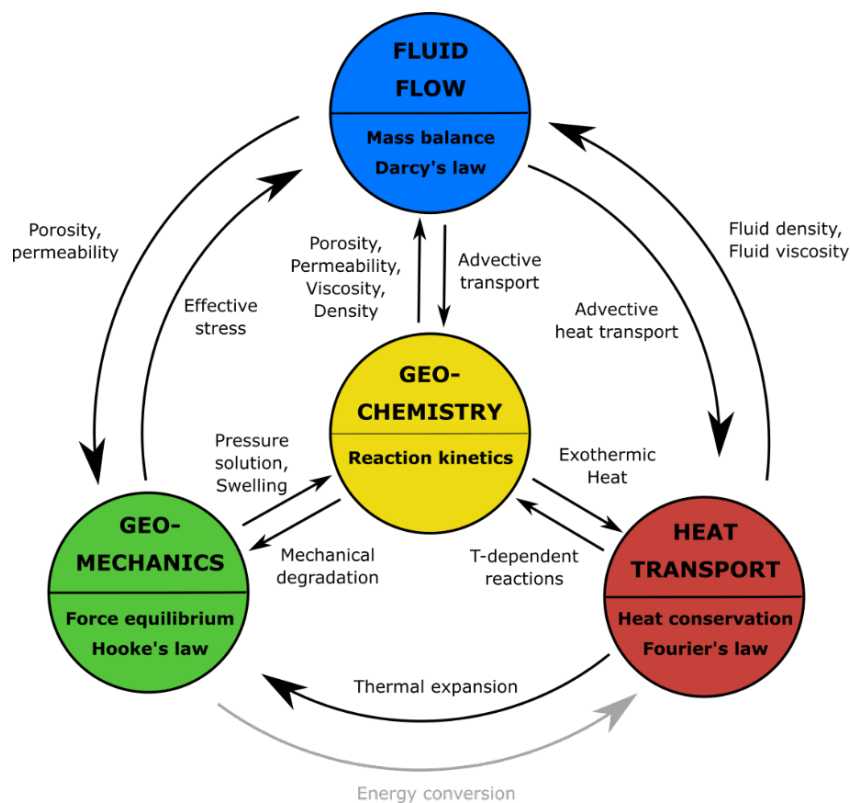 FLUID
FLOW
Mass balance
Darcy's law
Porosity,
permeability
Effective
stress
Porosity,
Permeability,
Viscosity,
Density
Advective
transport
Fluid density,
Fluid viscosity
Advective
heat transport
GEO-
CHEMISTRY
Reaction kinetics
Pressure
solution,
Swelling
Exothermic
Heat
Mechanical
degradation
T-dependent
reactions
GEO-
MECHANICS
Force equilibrium
Hooke's law
HEAT
TRANSPORT
Heat conservation
Fourier's law
Thermal expansion
Energy conversion